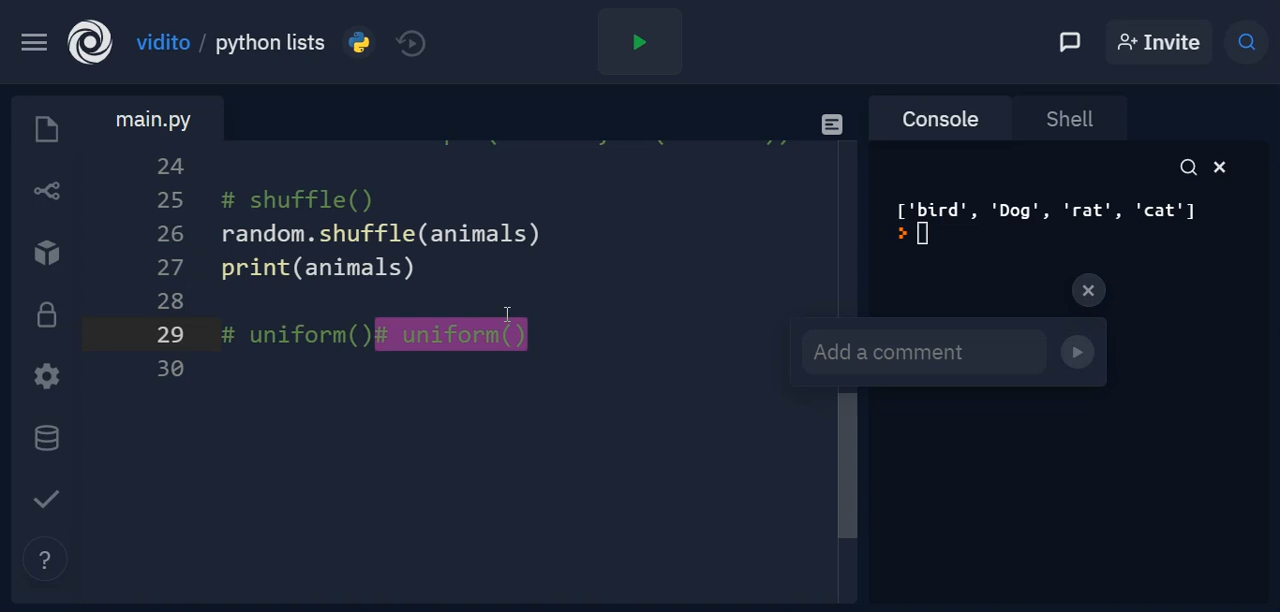 vidito / python lists
Invite
main.py
Console
Shell
24
25 # shuffle()
26 random.shuffle(animals)
27 print(animals)
28
29 # uniform()# uniform()
30
['bird', 'Dog', 'rat', 'cat']
Add a comment
?